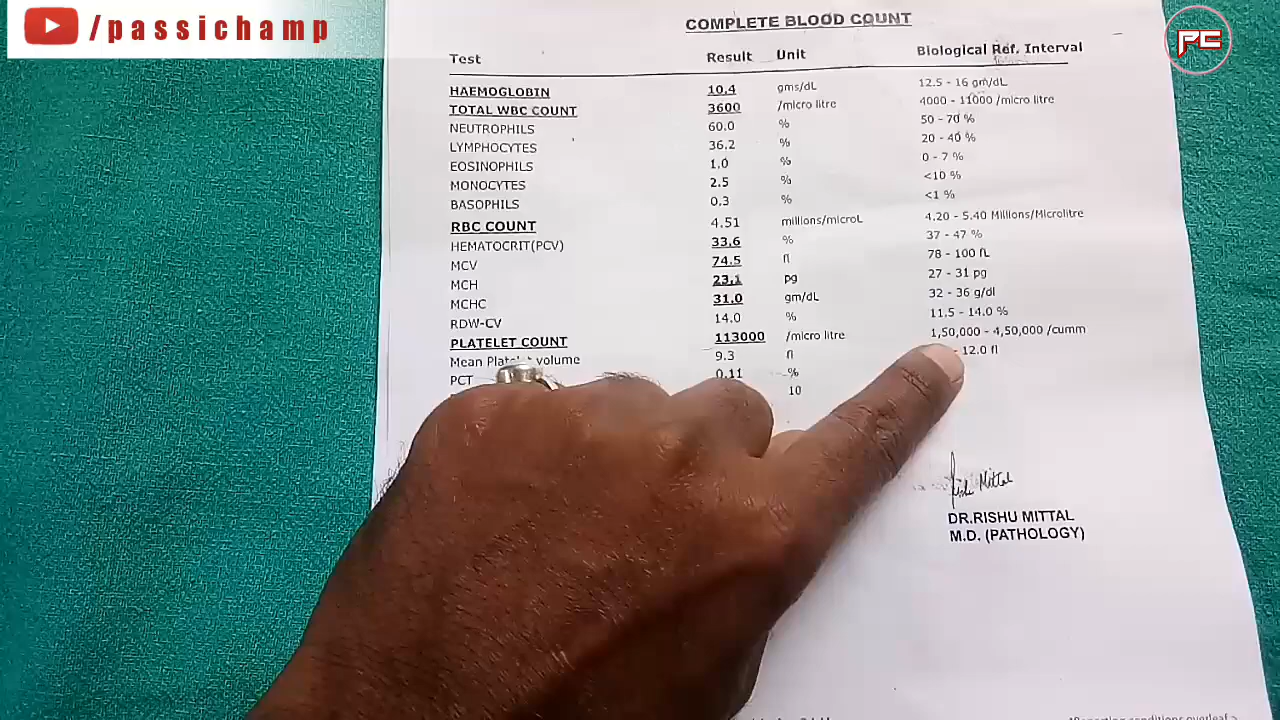 /passichamp
PC
COMPLETE BLOOD COUNT
Test Result Unit Biological Ref. Interval
HAEMOGLOBIN 10.4 gms/dL 12.5 - 16 gm/dL
TOTAL WBC COUNT 3600 /micro litre 4000 - 11000 /micro litre
NEUTROPHILS 60.0 % 50 - 70 %
LYMPHOCYTES 36.2 % 20 - 40 %
EOSINOPHILS 1.0 % 0 - 7 %
MONOCYTES 2.5 % <10 %
BASOPHILS 0.3 % <1 %
RBC COUNT 4.51 millions/microL 4.20 - 5.40 Millions/Microlitre
HEMATOCRIT(PCV) 33.6 % 37 - 47 %
MCV 74.5 fl 78 - 100 fL
MCH 23.1 pg 27 - 31 pg
MCHC 31.0 gm/dL 32 - 36 g/dl
RDW-CV 14.0 % 11.5 - 14.0 %
PLATELET COUNT 113000 /micro litre 1,50,000 - 4,50,000 /cumm
Mean Platelet volume 9.3 fl - 12.0 fl
PCT 0.11 %
10
Rishu Mittal
DR.RISHU MITTAL
M.D. (PATHOLOGY)
conditions overleaf